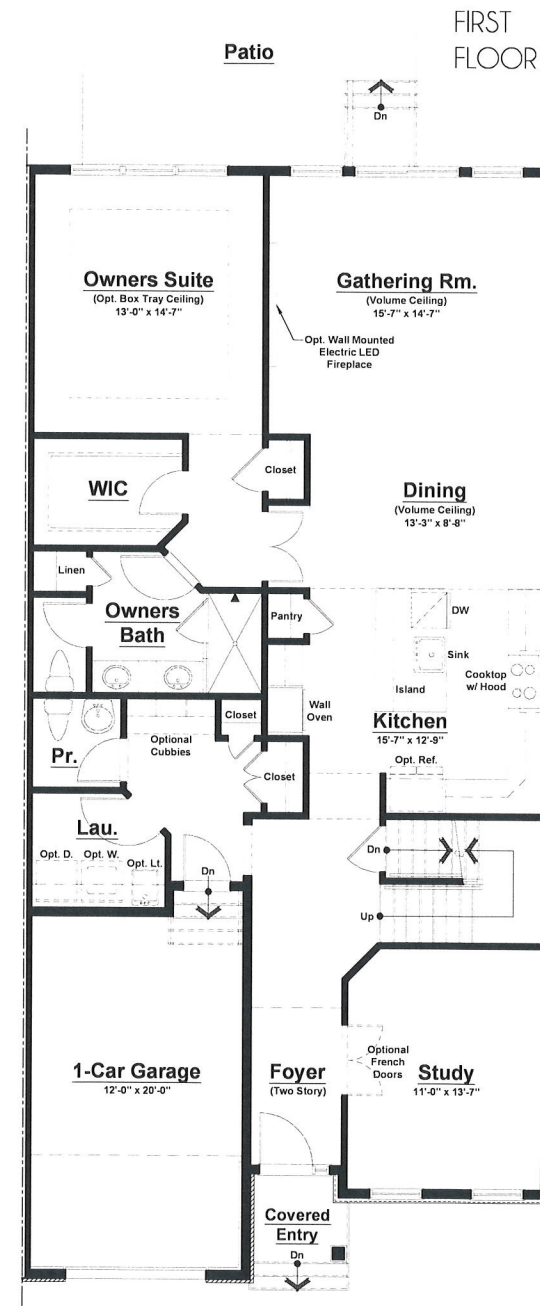 FIRST
FLOOR
Patio
Dn
Owners Suite
(Opt. Box Tray Ceiling)
13'-0" x 14'-7"
Gathering Rm.
(Volume Ceiling)
15'-7" x 14'-7"
Opt. Wall Mounted
Electric LED
Fireplace
WIC
Closet
Dining
(Volume Ceiling)
13'-3" x 8'-8"
Linen
Owners
Bath
Pantry
DW
Sink
Cooktop
w/ Hood
Island
Wall
Oven
Kitchen
15'-7" x 12'-9"
Opt. Ref.
Closet
Optional
Cubbies
Pr.
Closet
Lau.
Opt. D.
Opt. W.
Opt. Lt.
Dn
Dn
Up
1-Car Garage
12'-0" x 20'-0"
Foyer
(Two Story)
Optional
French
Doors
Study
11'-0" x 13'-7"
Covered
Entry
Dn